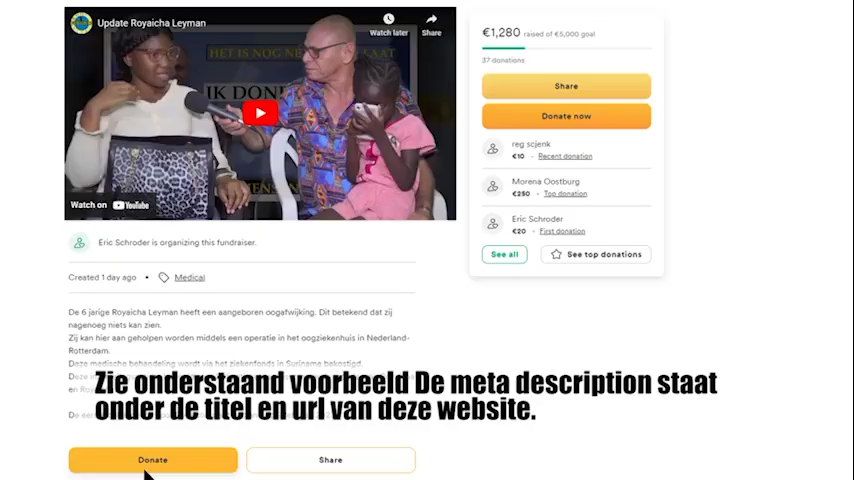 Update Royaicha Leyman
Watch later
Share
HET IS NOG
IK DON
Watch on YouTube
€1,280 raised of €5,000 goal
37 donations
Share
Donate now
reg scjenk
€10 • Recent donation
Morena Oostburg
€250 • Top donation
Eric Schroder
€20 • First donation
See all
See top donations
Eric Schroder is organizing this fundraiser.
Created 1 day ago • Medical
De 6 jarige Royaicha Leyman heeft een aangeboren oogafwijking. Dit betekend dat zij
nagenoeg niets kan zien.
Zij kan hier aan geholpen worden middels een operatie in het oogziekenhuis in Nederland-
Rotterdam.
Deze medische behandeling wordt via het ziekenfonds in Suriname bekostigd.
Zie onderstaand voorbeeld De meta description staat
onder de titel en url van deze website.
Donate
Share